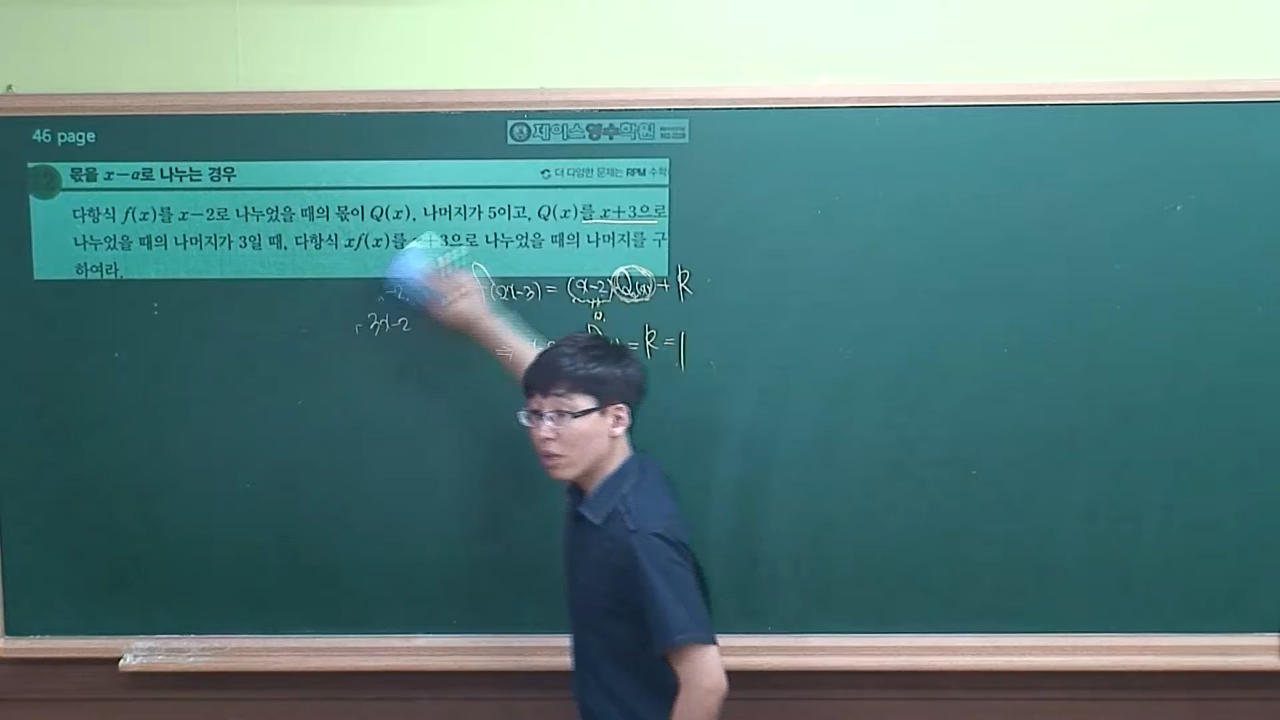 46 page
제이스영수학원
몫을 x−a로 나누는 경우
더 다양한 문제는 RPM 수학
다항식 f(x)를 x−2로 나누었을 때의 몫이 Q(x), 나머지가 5이고, Q(x)를 x+3으로
나누었을 때의 나머지가 3일 때, 다항식 xf(x)를 x+3으로 나누었을 때의 나머지를 구
하여라.
f(2x-3) = (x-2)Q(x) + R
3x-2
= R = 1